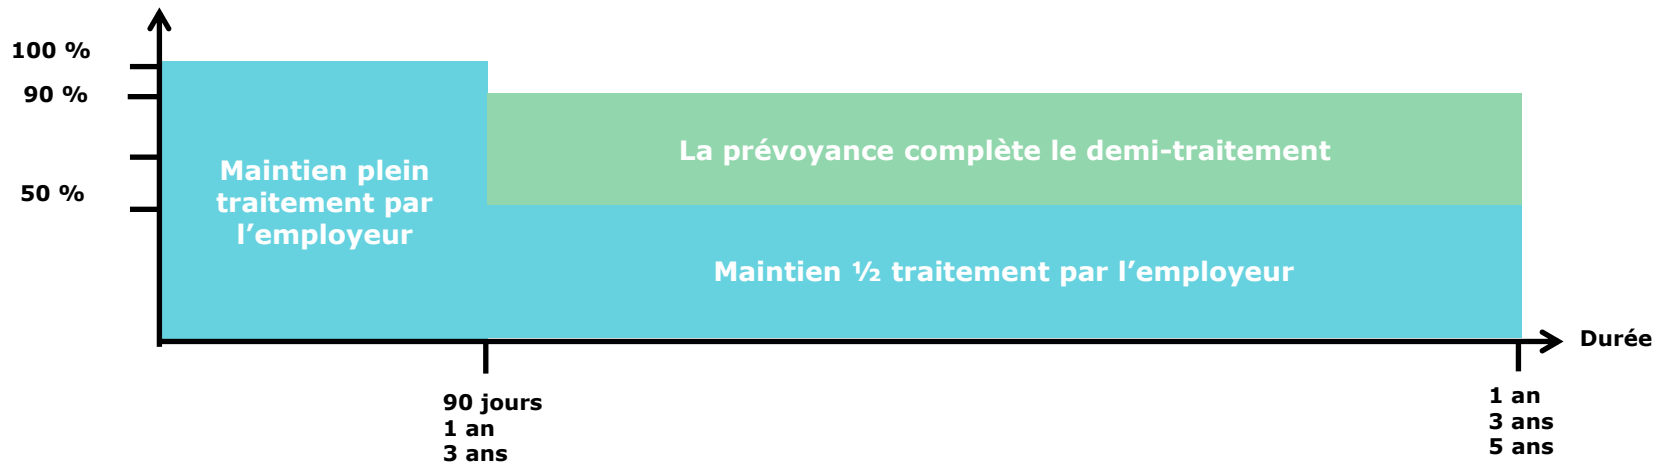 100 %
90 %
50 %
Maintien plein
traitement par
l’employeur
La prévoyance complète le demi-traitement
Maintien ½ traitement par l’employeur
Durée
90 jours
1 an
3 ans
1 an
3 ans
5 ans